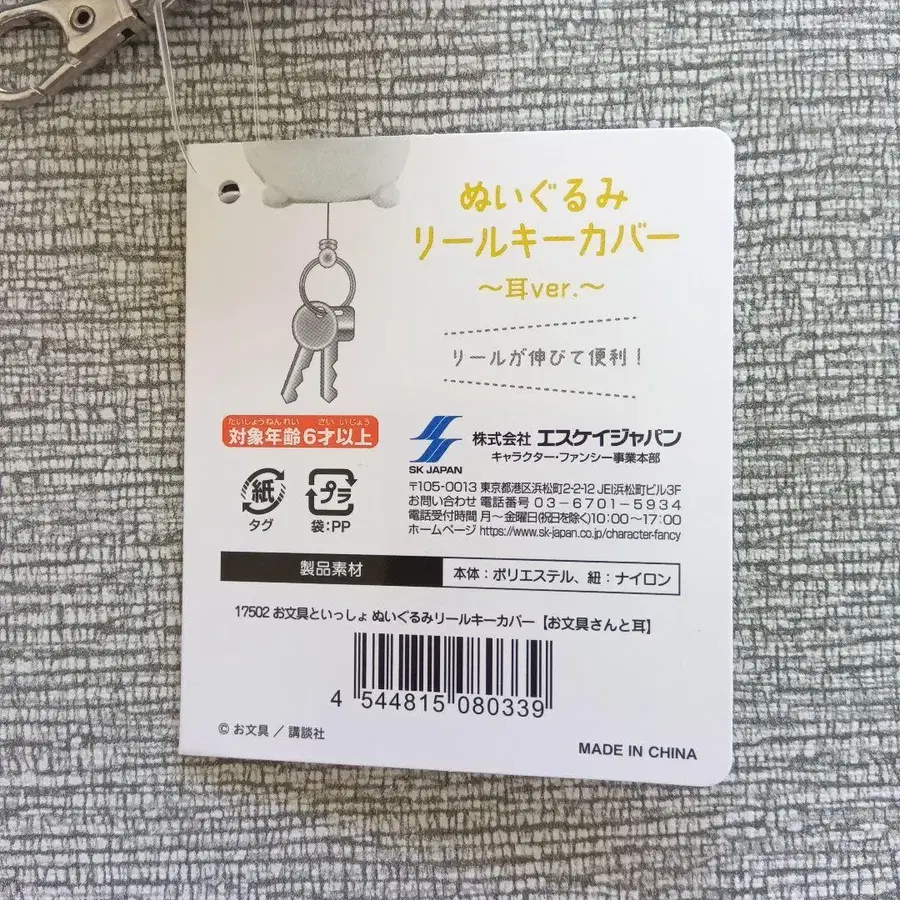 ぬいぐるみ
リールキーカバー
～耳ver.～
リールが伸びて便利！
たいしょうねんれい さい いじょう
対象年齢6才以上
SK JAPAN
株式会社 エスケイジャパン
キャラクター・ファンシー事業本部
〒105-0013 東京都港区浜松町2-2-12 JEI浜松町ビル3F
お問い合わせ 電話番号 03-6701-5934
電話受付時間 月～金曜日(祝日を除く)10:00～17:00
ホームページ https://www.sk-japan.co.jp/character-fancy
紙
タグ
プラ
袋:PP
製品素材
本体：ポリエステル、紐：ナイロン
17502 お文具といっしょ ぬいぐるみリールキーカバー【お文具さんと耳】
4 544815 080339
© お文具 / 講談社
MADE IN CHINA